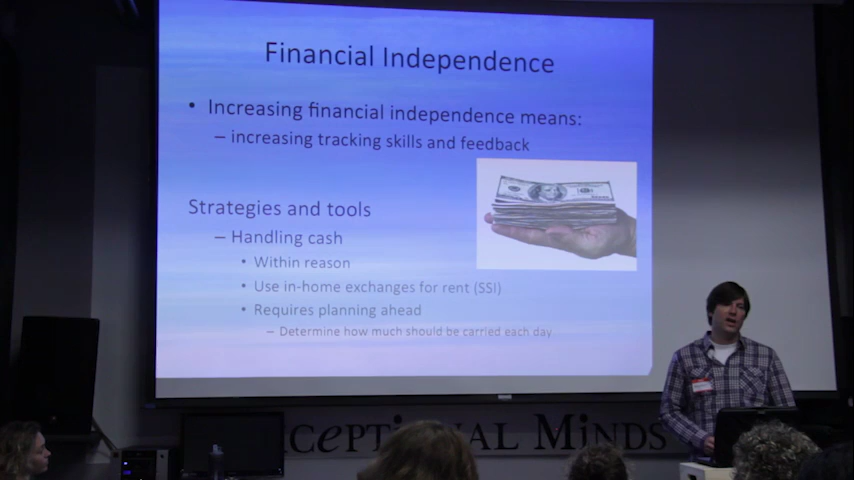 Financial Independence
• Increasing financial independence means:
– increasing tracking skills and feedback
Strategies and tools
– Handling cash
• Within reason
• Use in-home exchanges for rent (SSI)
• Requires planning ahead
– Determine how much should be carried each day
MINDS